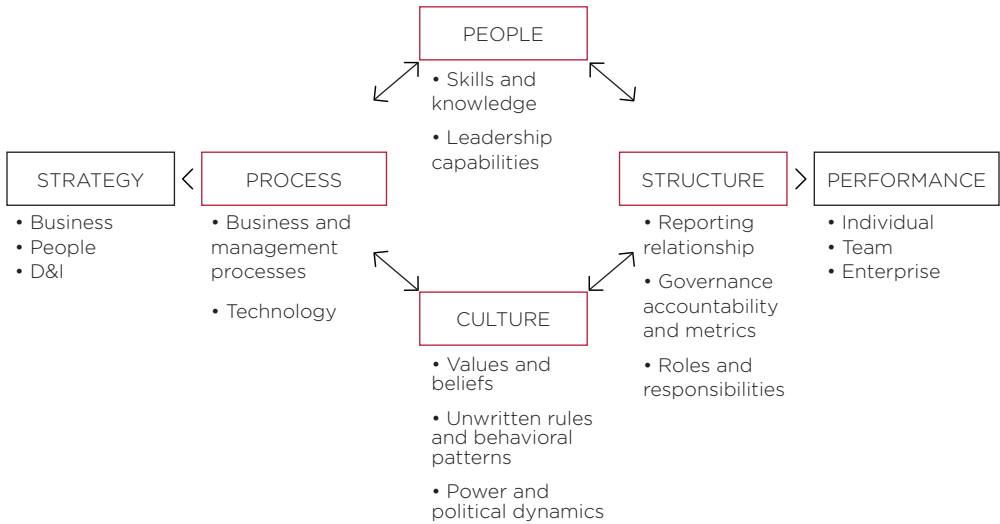 PEOPLE
• Skills and
knowledge
• Leadership
capabilities
STRATEGY
• Business
• People
• D&I
PROCESS
• Business and
management
processes
• Technology
STRUCTURE
• Reporting
relationship
• Governance
accountability
and metrics
• Roles and
responsibilities
PERFORMANCE
• Individual
• Team
• Enterprise
CULTURE
• Values and
beliefs
• Unwritten rules
and behavioral
patterns
• Power and
political dynamics